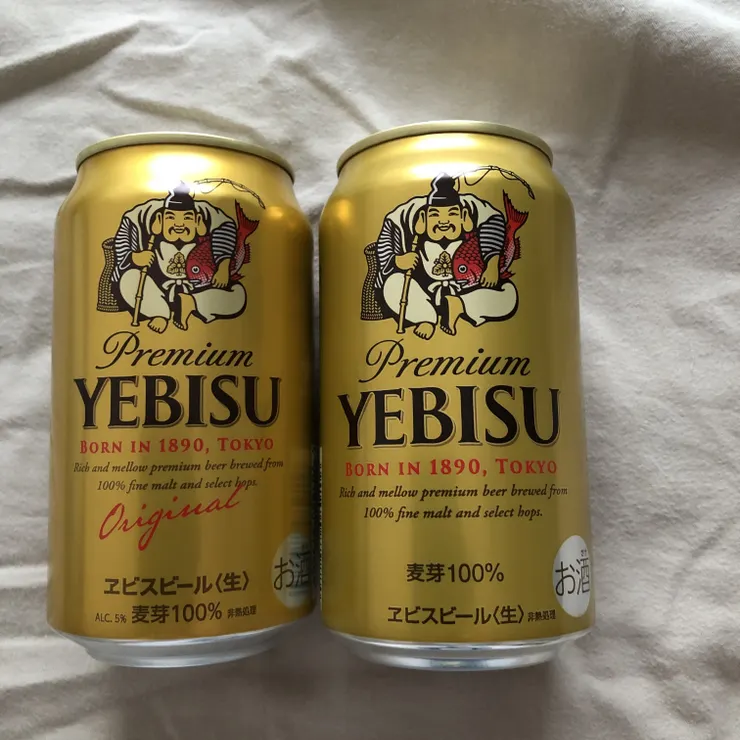 Premium
YEBISU
BORN IN 1890, TOKYO
Rich and mellow premium beer brewed from
100% fine malt and select hops.
Original
ヱビスビール〈生〉
ALC. 5% 麦芽100% 非熱処理
お酒
Premium
YEBISU
BORN IN 1890, TOKYO
Rich and mellow premium beer brewed from
100% fine malt and select hops.
麦芽100%
ヱビスビール〈生〉非熱処理
お酒